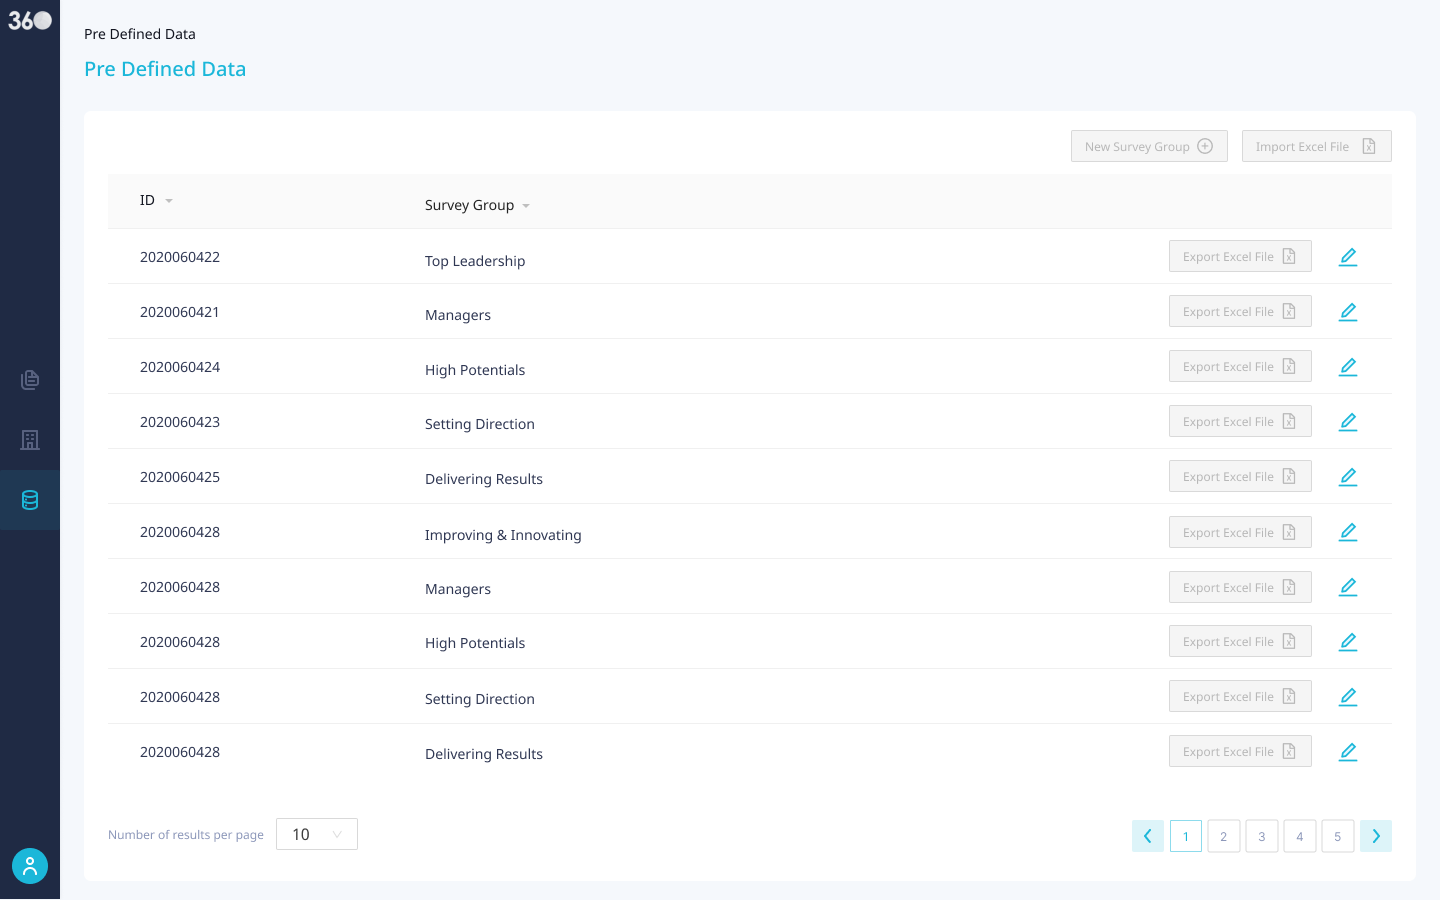 360
Pre Defined Data
Pre Defined Data
New Survey Group
Import Excel File
ID
Survey Group
2020060422
Top Leadership
Export Excel File
2020060421
Managers
Export Excel File
2020060424
High Potentials
Export Excel File
2020060423
Setting Direction
Export Excel File
2020060425
Delivering Results
Export Excel File
2020060428
Improving & Innovating
Export Excel File
2020060428
Managers
Export Excel File
2020060428
High Potentials
Export Excel File
2020060428
Setting Direction
Export Excel File
2020060428
Delivering Results
Export Excel File
Number of results per page
10
1
2
3
4
5